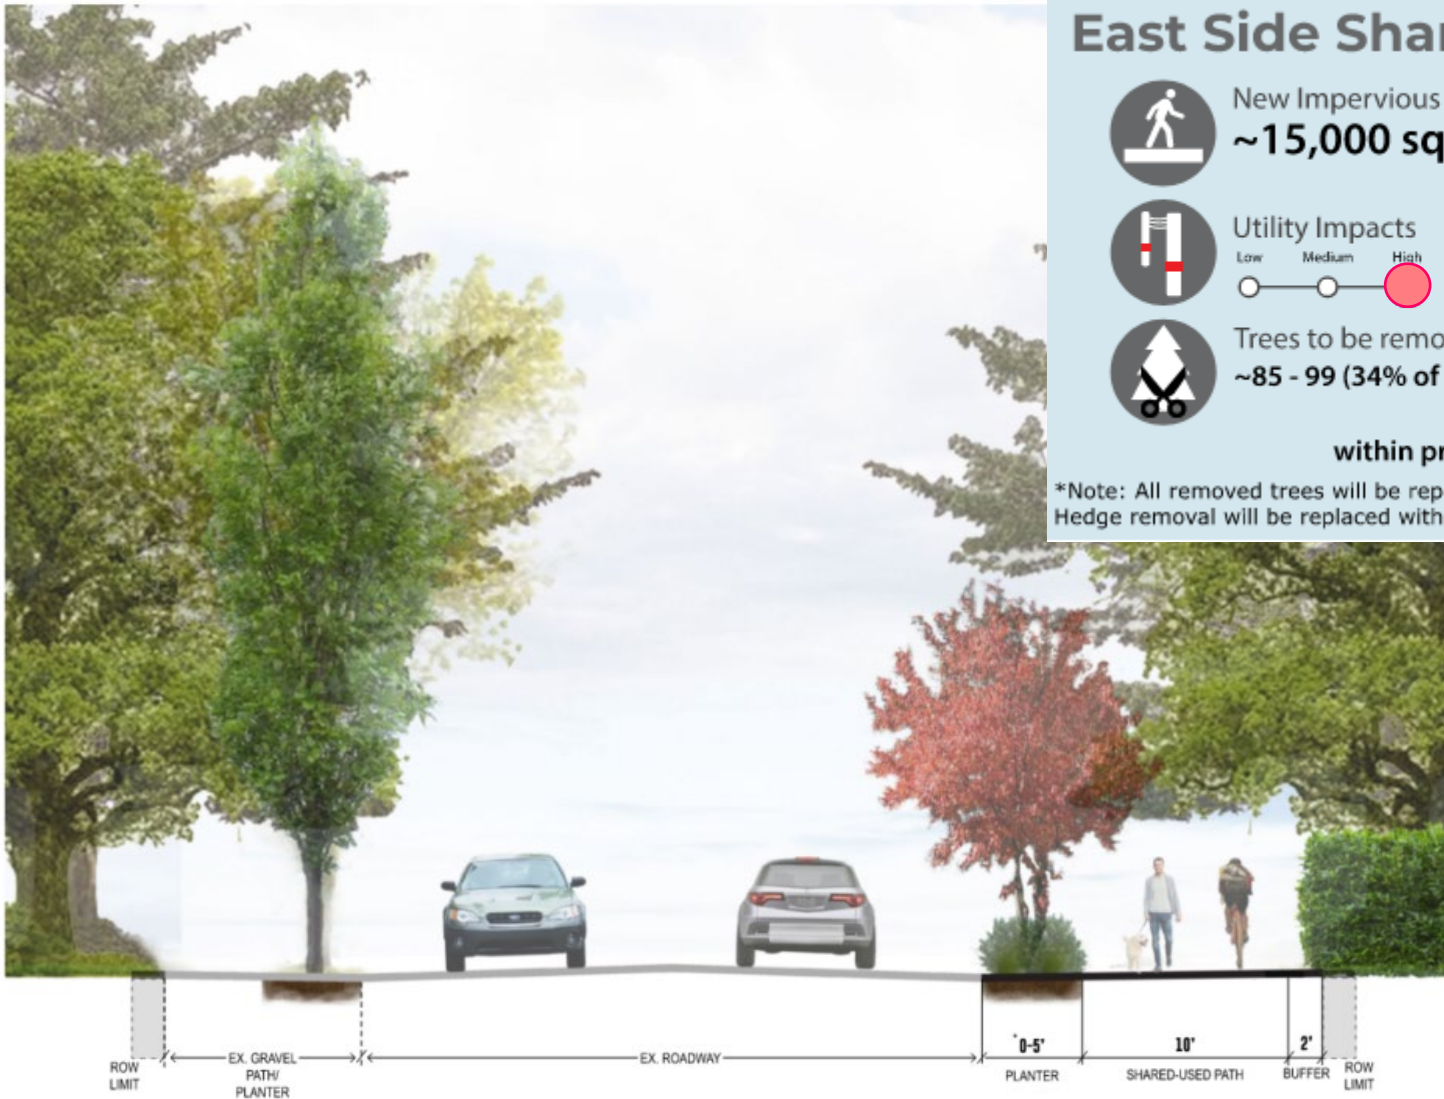 East Side Shar
New Impervious
~15,000 sq
Utility Impacts
Low Medium High
Trees to be remo
~85 - 99 (34% of
within pr
*Note: All removed trees will be rep
Hedge removal will be replaced with
*0-5' 10' 2'
ROW LIMIT
EX. GRAVEL PATH/ PLANTER
EX. ROADWAY
PLANTER
SHARED-USED PATH
BUFFER
ROW LIMIT